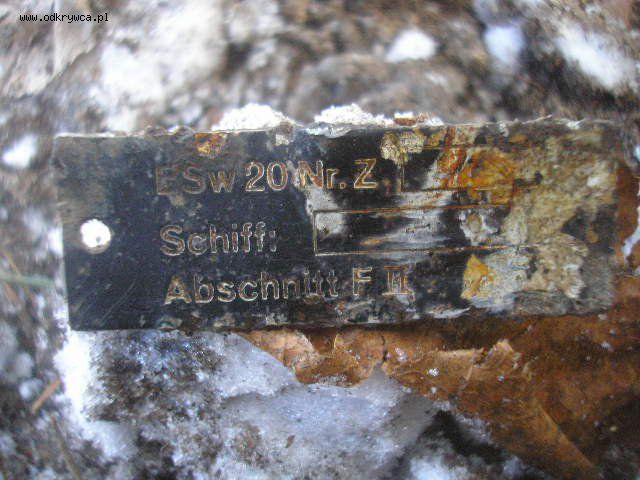 www.odkrywca.pl
ESw 20 Nr. Z
Schiff:
Abschnitt F II